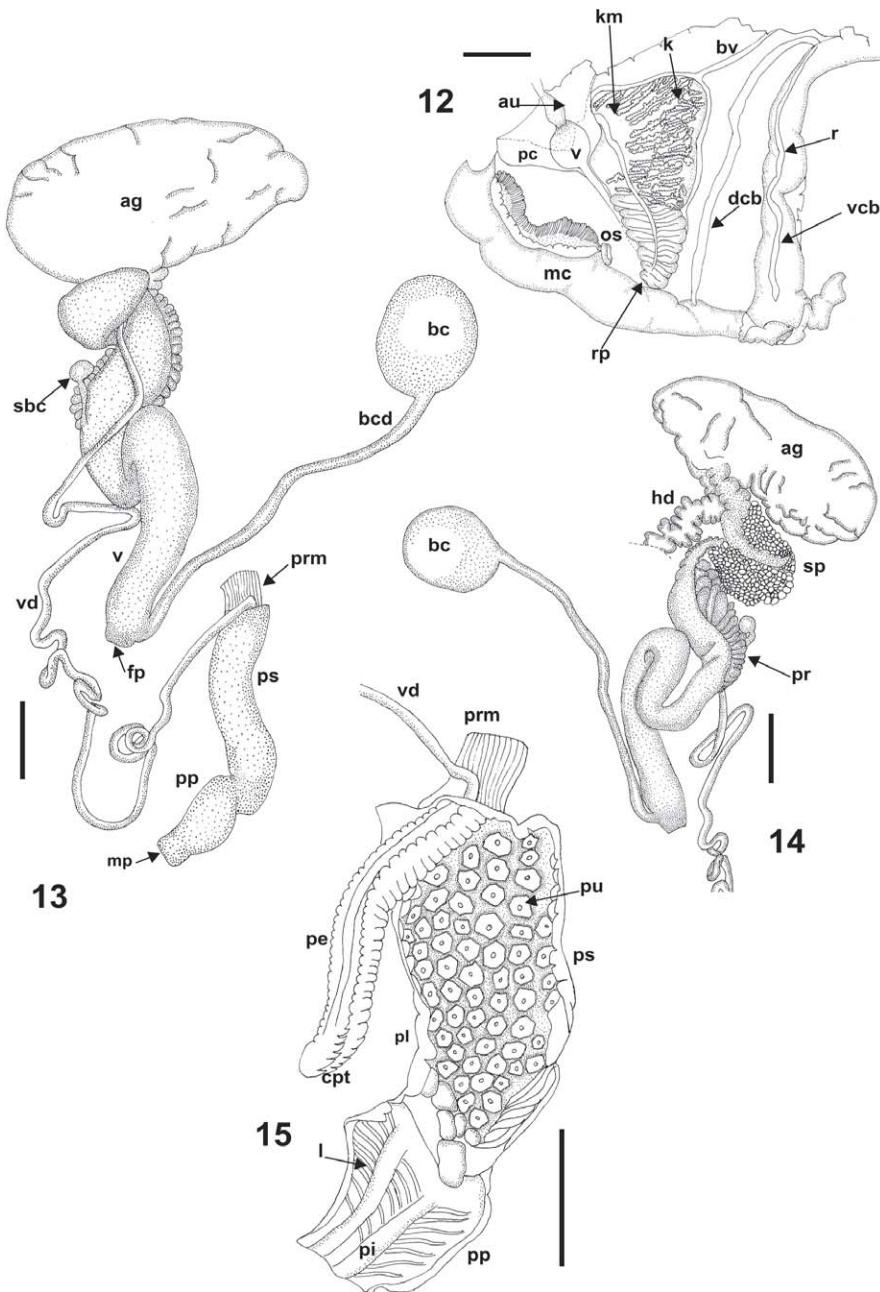 12
km
k
bv
au
v
pc
r
dcb
vcb
os
mc
rp
ag
sbc
bc
bcd
v
vd
fp
prm
ps
pp
mp
13
ag
hd
bc
sp
pr
14
vd
prm
pu
pe
ps
pl
cpt
15
l
pi
pp